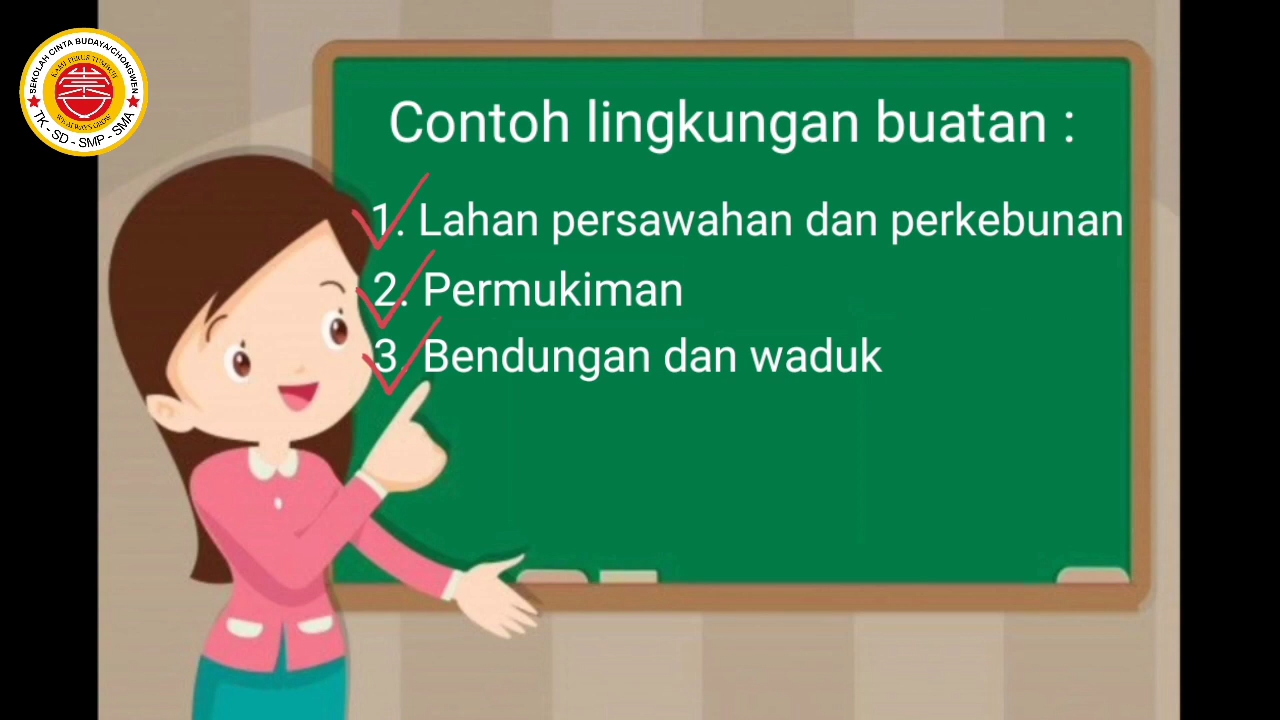 SEKOLAH CINTA BUDAYA/CHONGWEN
TK - SD - SMP - SMA
Contoh lingkungan buatan :
1. Lahan persawahan dan perkebunan
2. Permukiman
3. Bendungan dan waduk